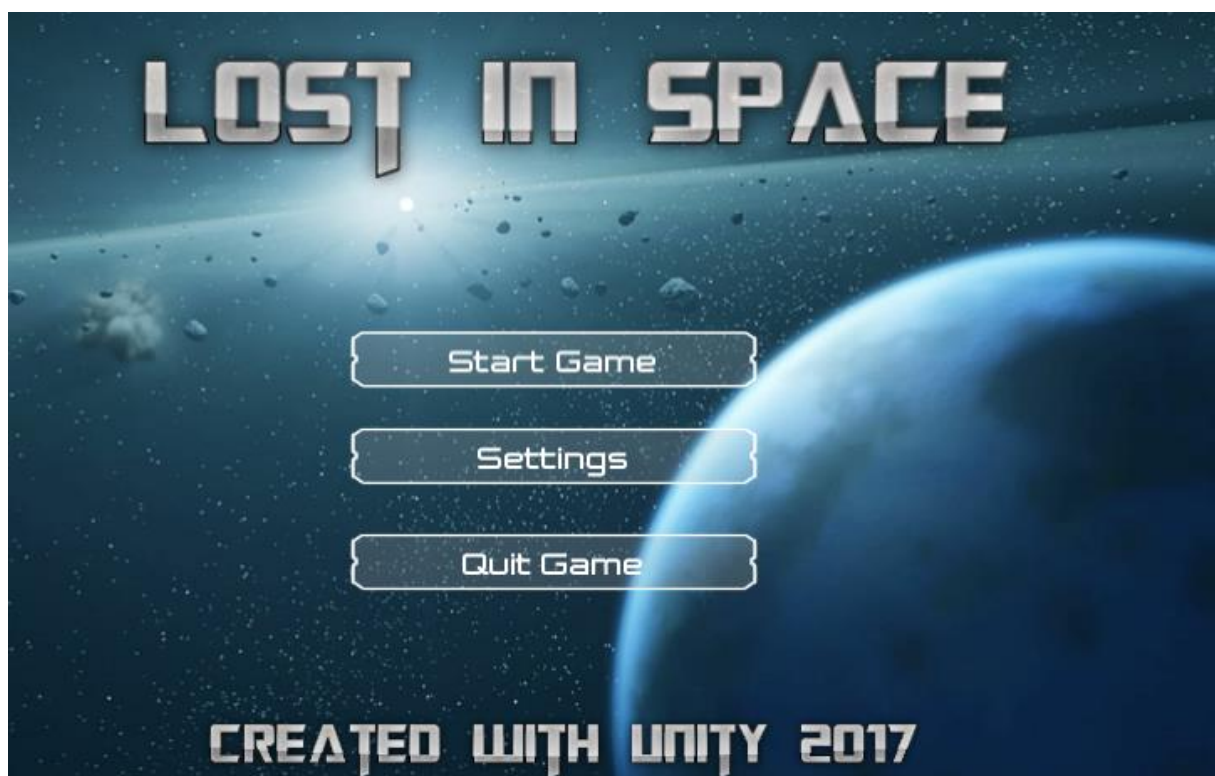 LOST IN SPACE
Start Game
Settings
Quit Game
CREATED WITH UNITY 2017